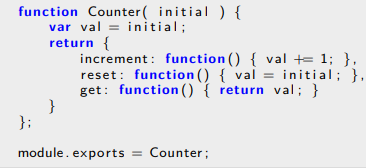 function Counter( initial ) {
var val = initial;
return {
increment: function() { val += 1; },
reset: function() { val = initial; },
get: function() { return val; }
}
};
module.exports = Counter;